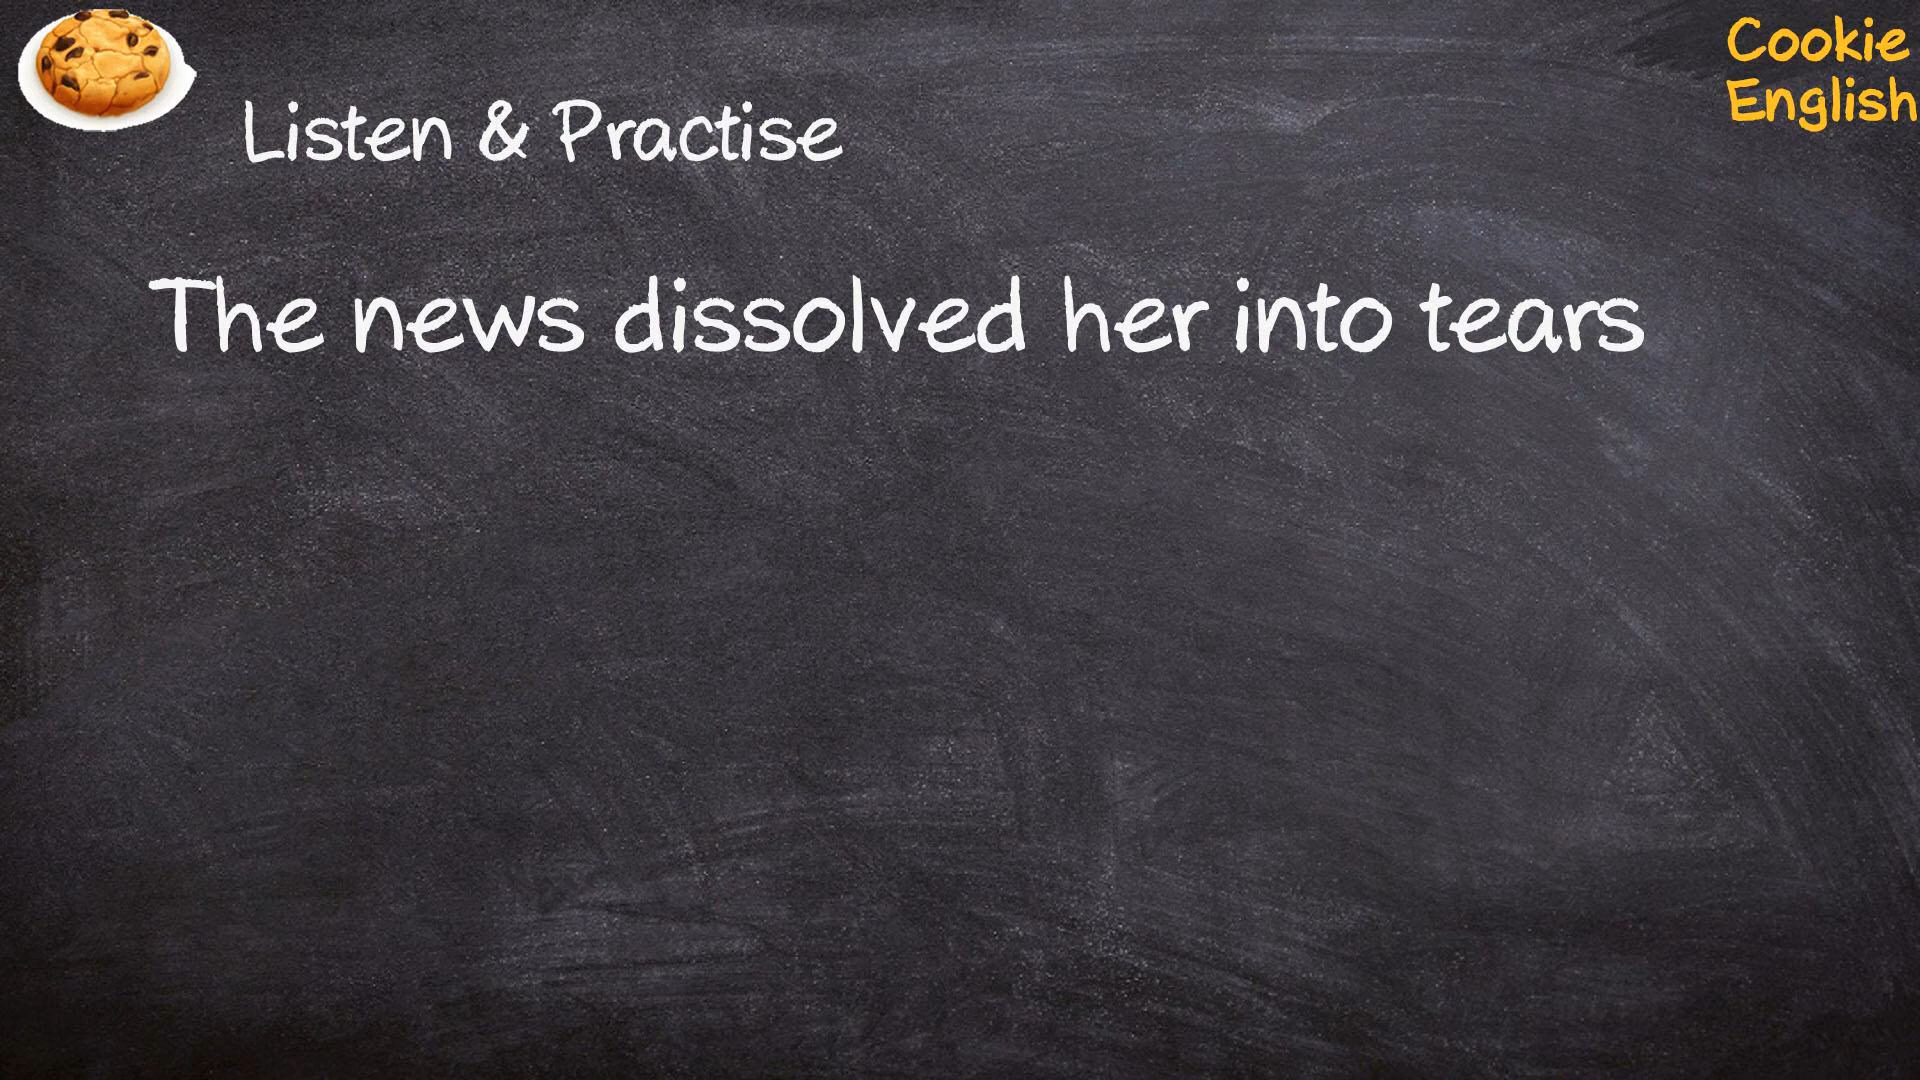 Cookie
English
Listen & Practise
The news dissolved her into tears